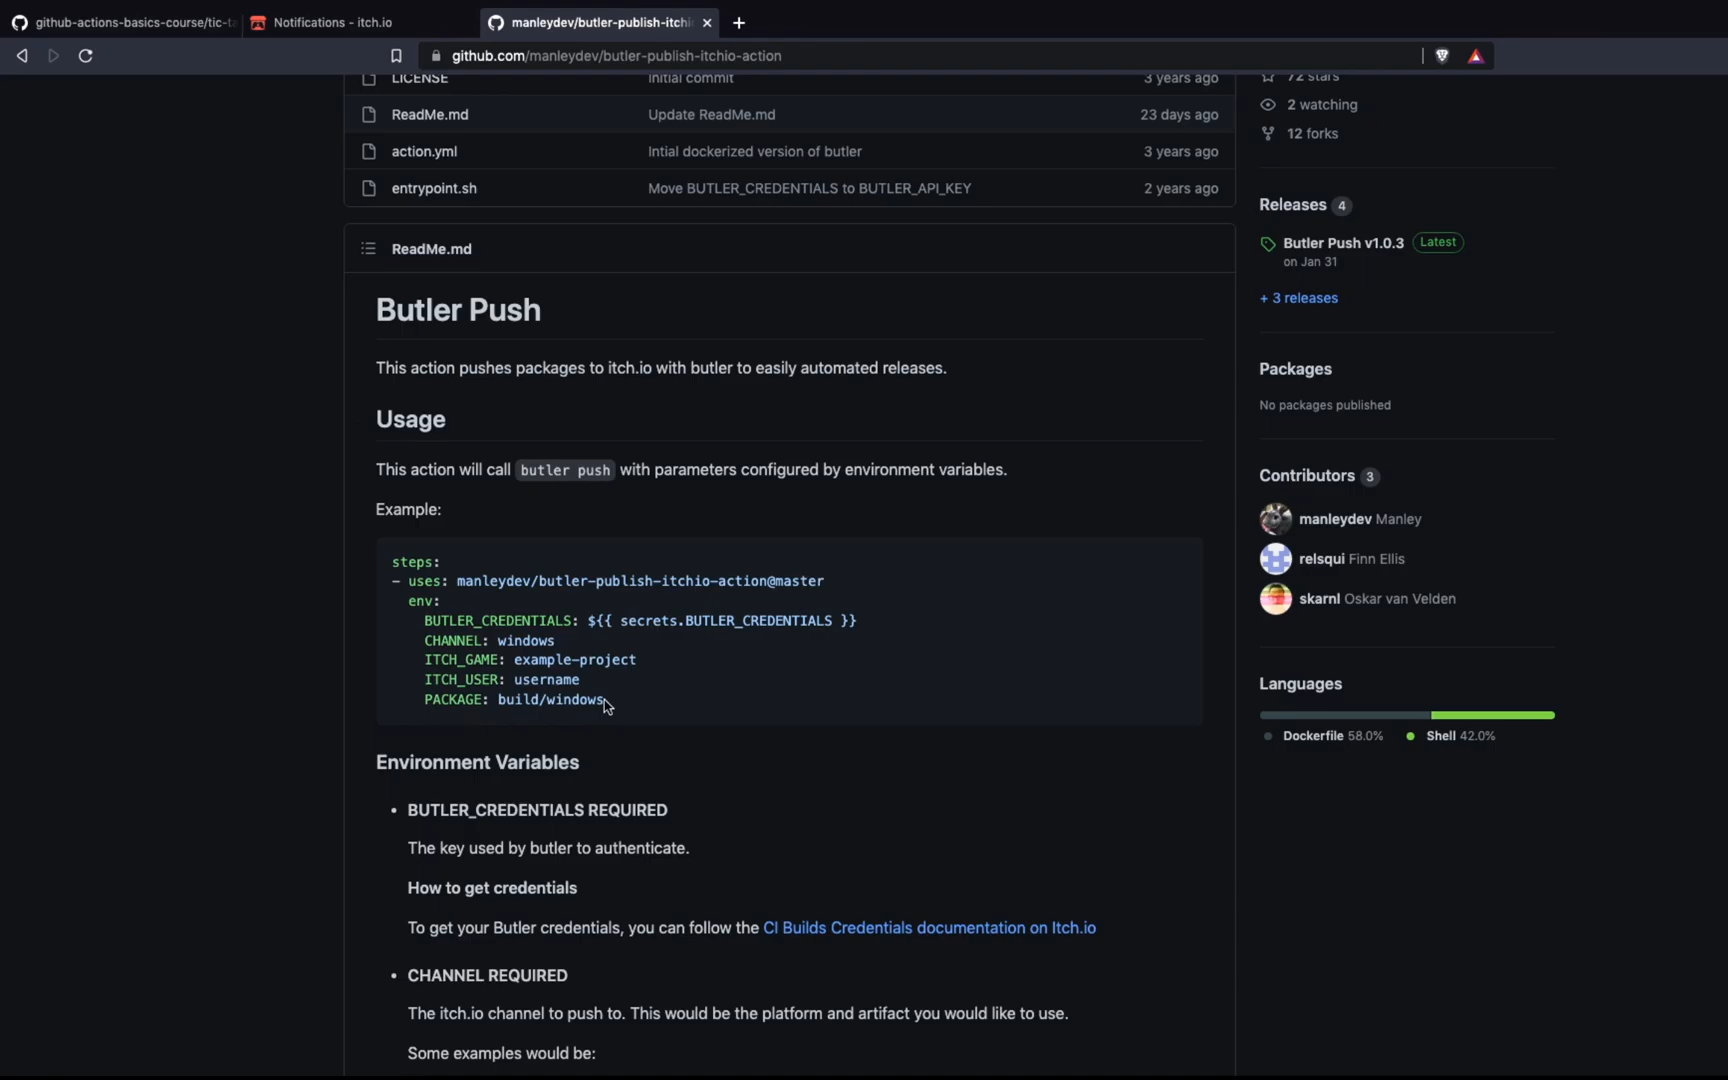 github-actions-basics-course/tic-ta
Notifications - itch.io
manleydev/butler-publish-itchi
github.com/manleydev/butler-publish-itchio-action
LICENSE Initial commit 3 years ago
72 stars
2 watching
ReadMe.md Update ReadMe.md 23 days ago
12 forks
action.yml Intial dockerized version of butler 3 years ago
entrypoint.sh Move BUTLER_CREDENTIALS to BUTLER_API_KEY 2 years ago
Releases 4
Butler Push v1.0.3 Latest
on Jan 31
+ 3 releases
ReadMe.md
Butler Push
This action pushes packages to itch.io with butler to easily automated releases.
Packages
No packages published
Usage
This action will call butler push with parameters configured by environment variables.
Example:
steps:
- uses: manleydev/butler-publish-itchio-action@master
env:
BUTLER_CREDENTIALS: ${{ secrets.BUTLER_CREDENTIALS }}
CHANNEL: windows
ITCH_GAME: example-project
ITCH_USER: username
PACKAGE: build/windows
Contributors 3
manleydev Manley
relsqui Finn Ellis
skarnl Oskar van Velden
Languages
Dockerfile 58.0% Shell 42.0%
Environment Variables
• BUTLER_CREDENTIALS REQUIRED
The key used by butler to authenticate.
How to get credentials
To get your Butler credentials, you can follow the CI Builds Credentials documentation on Itch.io
• CHANNEL REQUIRED
The itch.io channel to push to. This would be the platform and artifact you would like to use.
Some examples would be: